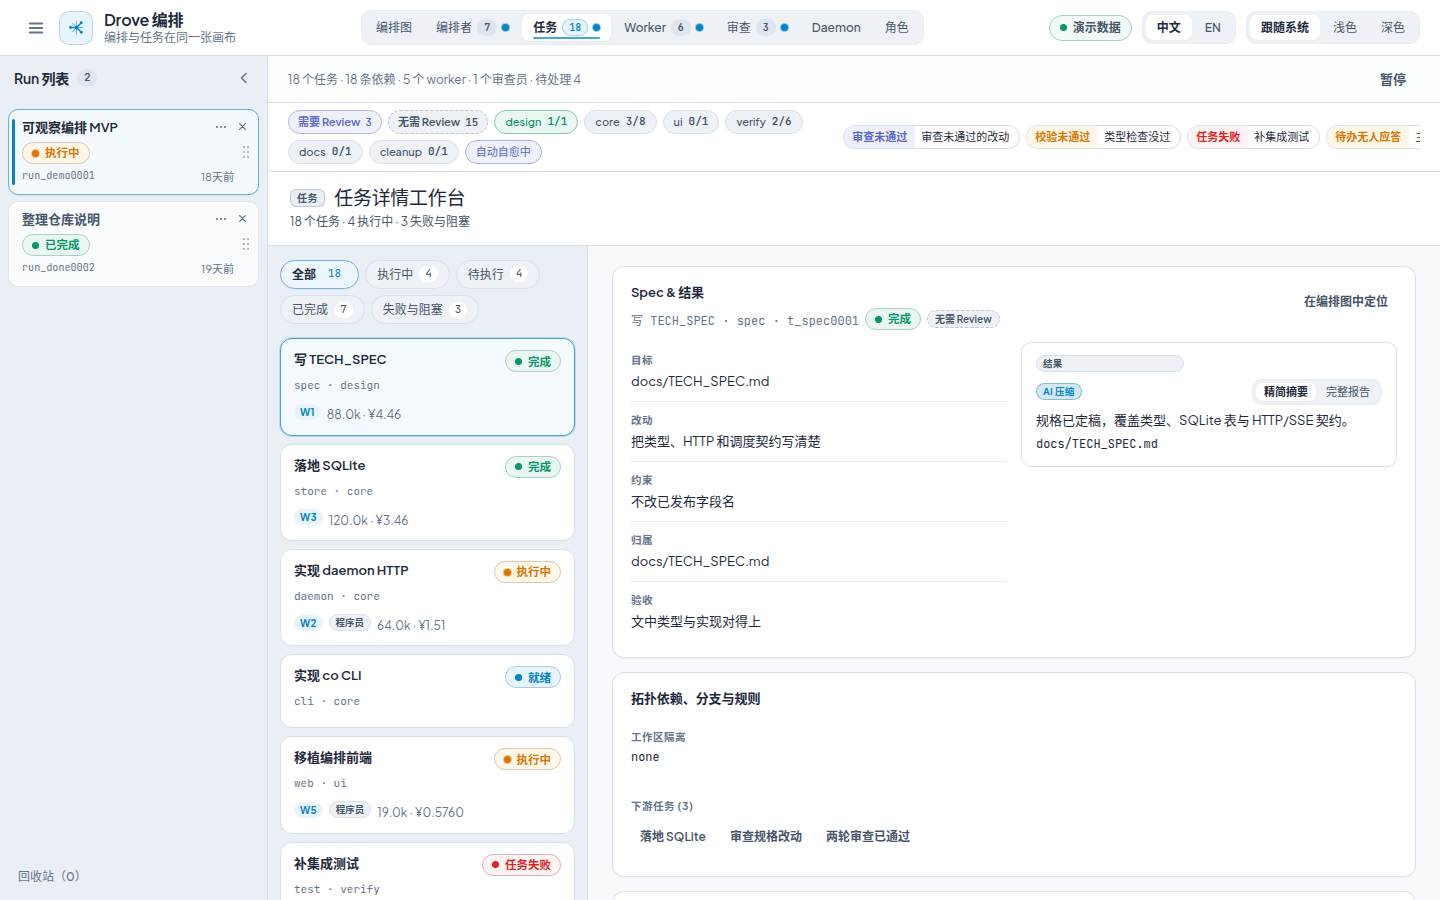 Drove 编排
编排与任务在同一张画布
编排图 编排者 7 任务 18 Worker 6 审查 3 Daemon 角色
演示数据 中文 EN 跟随系统 浅色 深色
Run 列表 2
可观察编排 MVP
执行中
run_demo0001 18天前
整理仓库说明
已完成
run_done0002 19天前
回收站（0）
18 个任务 · 18 条依赖 · 5 个 worker · 1 个审查员 · 待处理 4 暂停
需要 Review 3 无需 Review 15 design 1/1 core 3/8 ui 0/1 verify 2/6
docs 0/1 cleanup 0/1 自动自愈中
审查未通过 审查未通过的改动 校验未通过 类型检查没过 任务失败 补集成测试 待办无人应答
任务 任务详情工作台
18 个任务 · 4 执行中 · 3 失败与阻塞
全部 18 执行中 4 待执行 4
已完成 7 失败与阻塞 3
写 TECH_SPEC 完成
spec · design
W1 88.0k · ¥4.46
落地 SQLite 完成
store · core
W3 120.0k · ¥3.46
实现 daemon HTTP 执行中
daemon · core
W2 程序员 64.0k · ¥1.51
实现 co CLI 就绪
cli · core
移植编排前端 执行中
web · ui
W5 程序员 19.0k · ¥0.5760
补集成测试 任务失败
test · verify
Spec & 结果
写 TECH_SPEC · spec · t_spec0001 完成 无需 Review
在编排图中定位
目标
docs/TECH_SPEC.md
改动
把类型、HTTP 和调度契约写清楚
约束
不改已发布字段名
归属
docs/TECH_SPEC.md
验收
文中类型与实现对得上
结果
AI 压缩 精简摘要 完整报告
规格已定稿，覆盖类型、SQLite 表与 HTTP/SSE 契约。
docs/TECH_SPEC.md
拓扑依赖、分支与规则
工作区隔离
none
下游任务 (3)
落地 SQLite 审查规格改动 两轮审查已通过